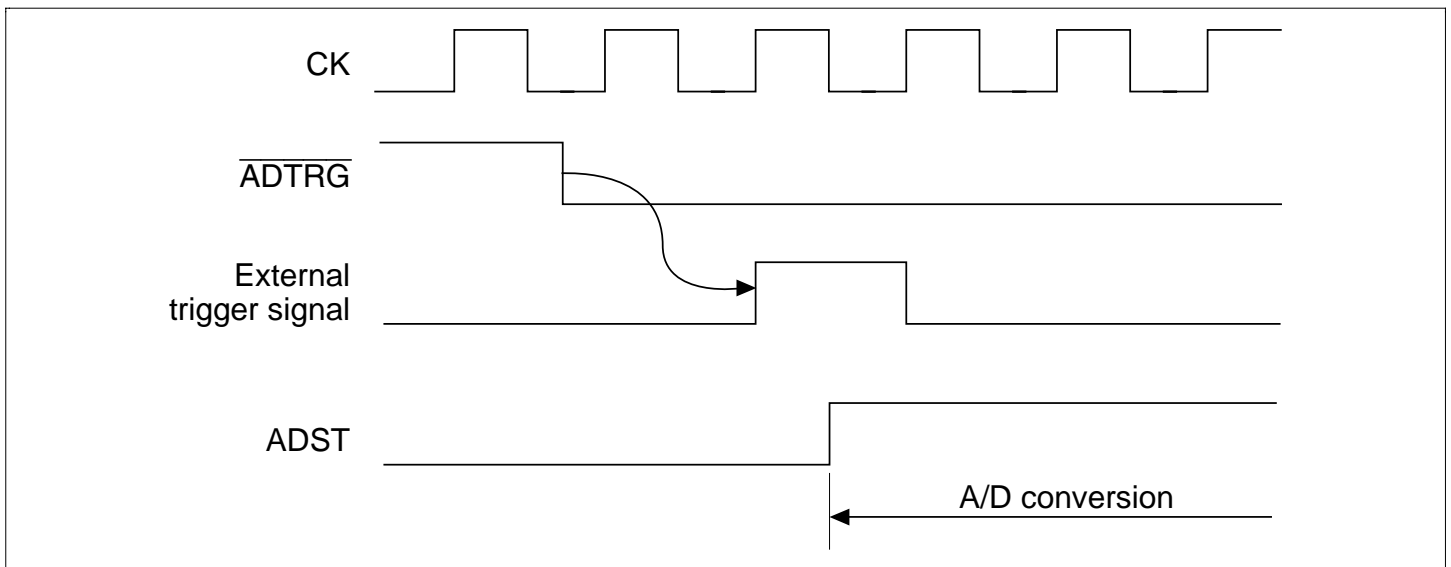 CK
ADTRG
External
trigger signal
ADST
A/D conversion